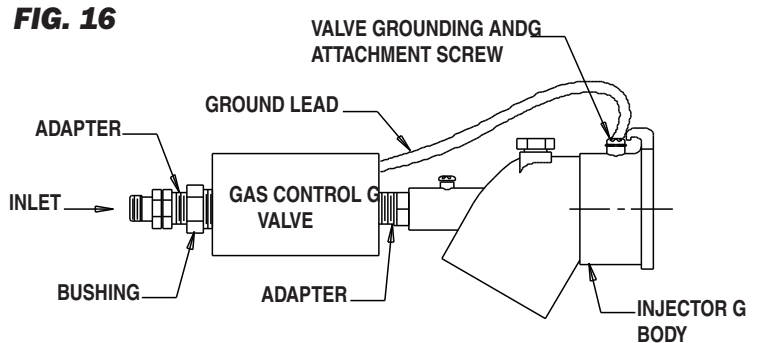 FIG. 16
VALVE GROUNDING ANDG
ATTACHMENT SCREW
GROUND LEAD
ADAPTER
INLET
GAS CONTROL G
VALVE
BUSHING
ADAPTER
INJECTOR G
BODY